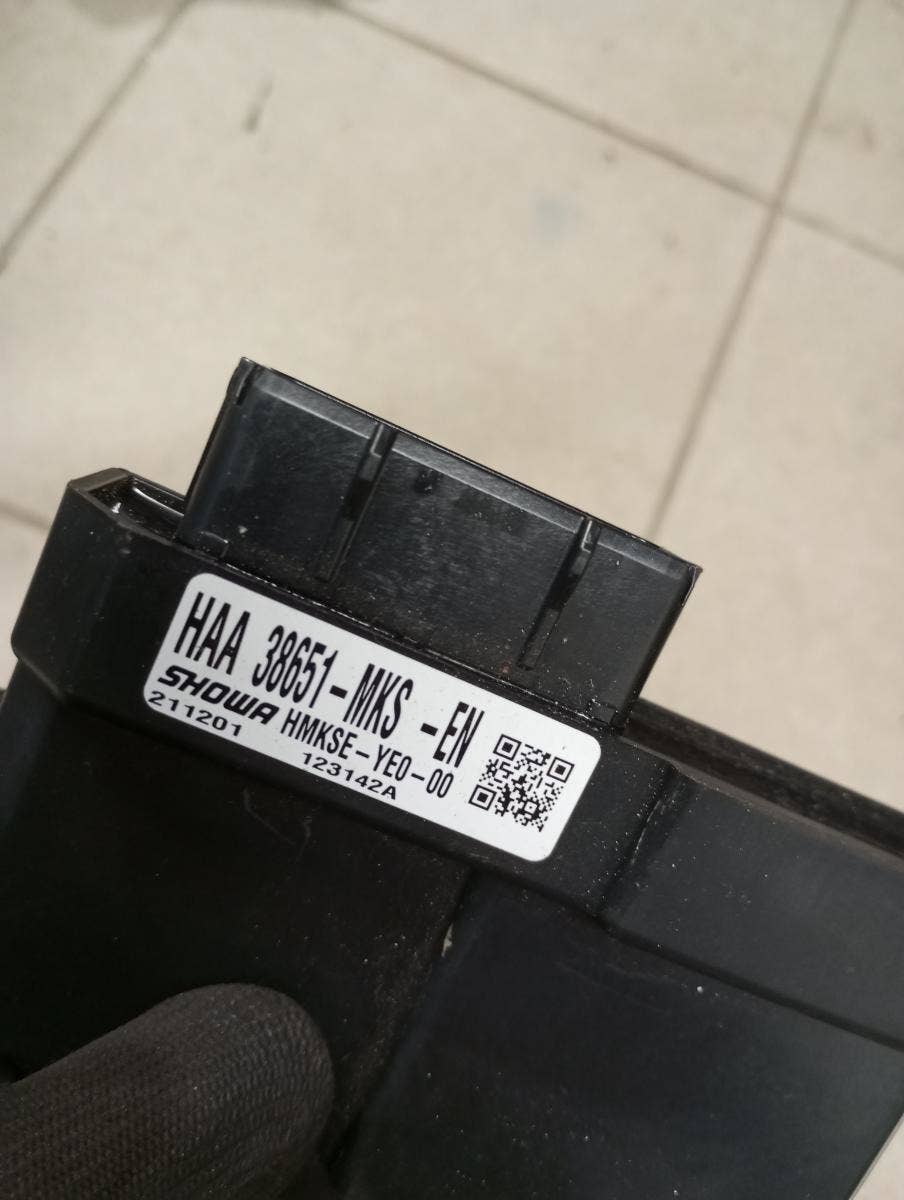 HAA 38651-MKS -EN
SHOWA HMKSE-YE0-00
211201 123142A